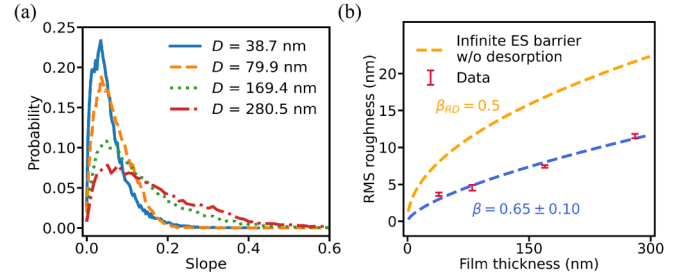 (a)
Probability
0.25
0.20
0.15
0.10
0.05
0.00
D = 38.7 nm
D = 79.9 nm
D = 169.4 nm
D = 280.5 nm
0.0
0.2
0.4
0.6
Slope
(b)
RMS roughness (nm)
20
15
10
5
0
Infinite ES barrier
w/o desorption
Data
β_RD = 0.5
β = 0.65 ± 0.10
0
150
300
Film thickness (nm)